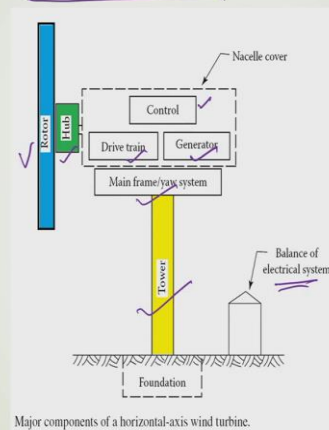 Nacelle cover
Control
Rotor
Hub
Drive train
Generator
Main frame/yaw system
Balance of
electrical system
Tower
Foundation
Major components of a horizontal-axis wind turbine.